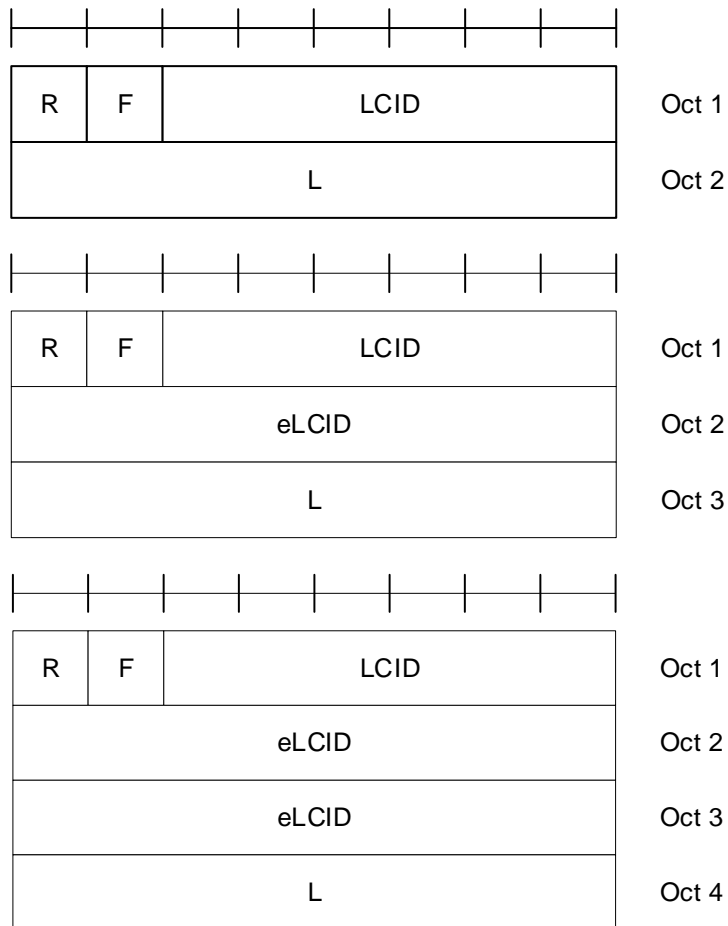 R F LCID Oct 1
L Oct 2
R F LCID Oct 1
eLCID Oct 2
L Oct 3
R F LCID Oct 1
eLCID Oct 2
eLCID Oct 3
L Oct 4